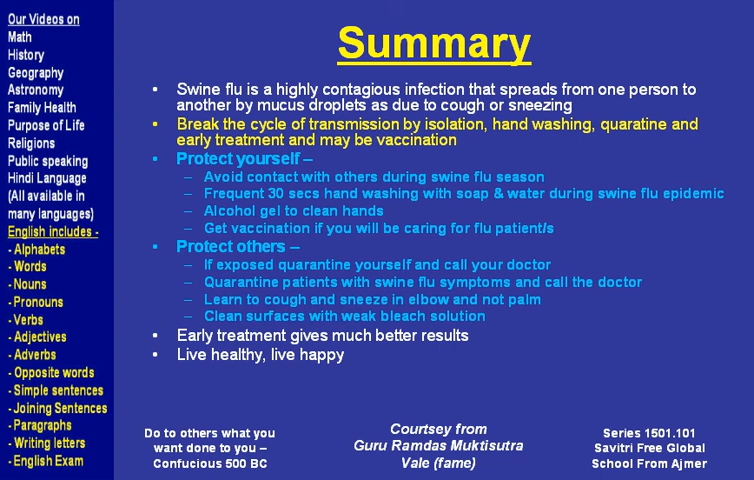 Our Videos on
Math
History
Geography
Astronomy
Family Health
Purpose of Life
Religions
Public speaking
Hindi Language
(All available in
many languages)
English includes -
- Alphabets
- Words
- Nouns
- Pronouns
- Verbs
- Adjectives
- Adverbs
- Opposite words
- Simple sentences
- Joining Sentences
- Paragraphs
- Writing letters
- English Exam
Summary
• Swine flu is a highly contagious infection that spreads from one person to
another by mucus droplets as due to cough or sneezing
• Break the cycle of transmission by isolation, hand washing, quaratine and
early treatment and may be vaccination
• Protect yourself –
– Avoid contact with others during swine flu season
– Frequent 30 secs hand washing with soap & water during swine flu epidemic
– Alcohol gel to clean hands
– Get vaccination if you will be caring for flu patient/s
• Protect others –
– If exposed quarantine yourself and call your doctor
– Quarantine patients with swine flu symptoms and call the doctor
– Learn to cough and sneeze in elbow and not palm
– Clean surfaces with weak bleach solution
• Early treatment gives much better results
• Live healthy, live happy
Do to others what you
want done to you –
Confucious 500 BC
Courtsey from
Guru Ramdas Muktisutra
Vale (fame)
Series 1501.101
Savitri Free Global
School From Ajmer